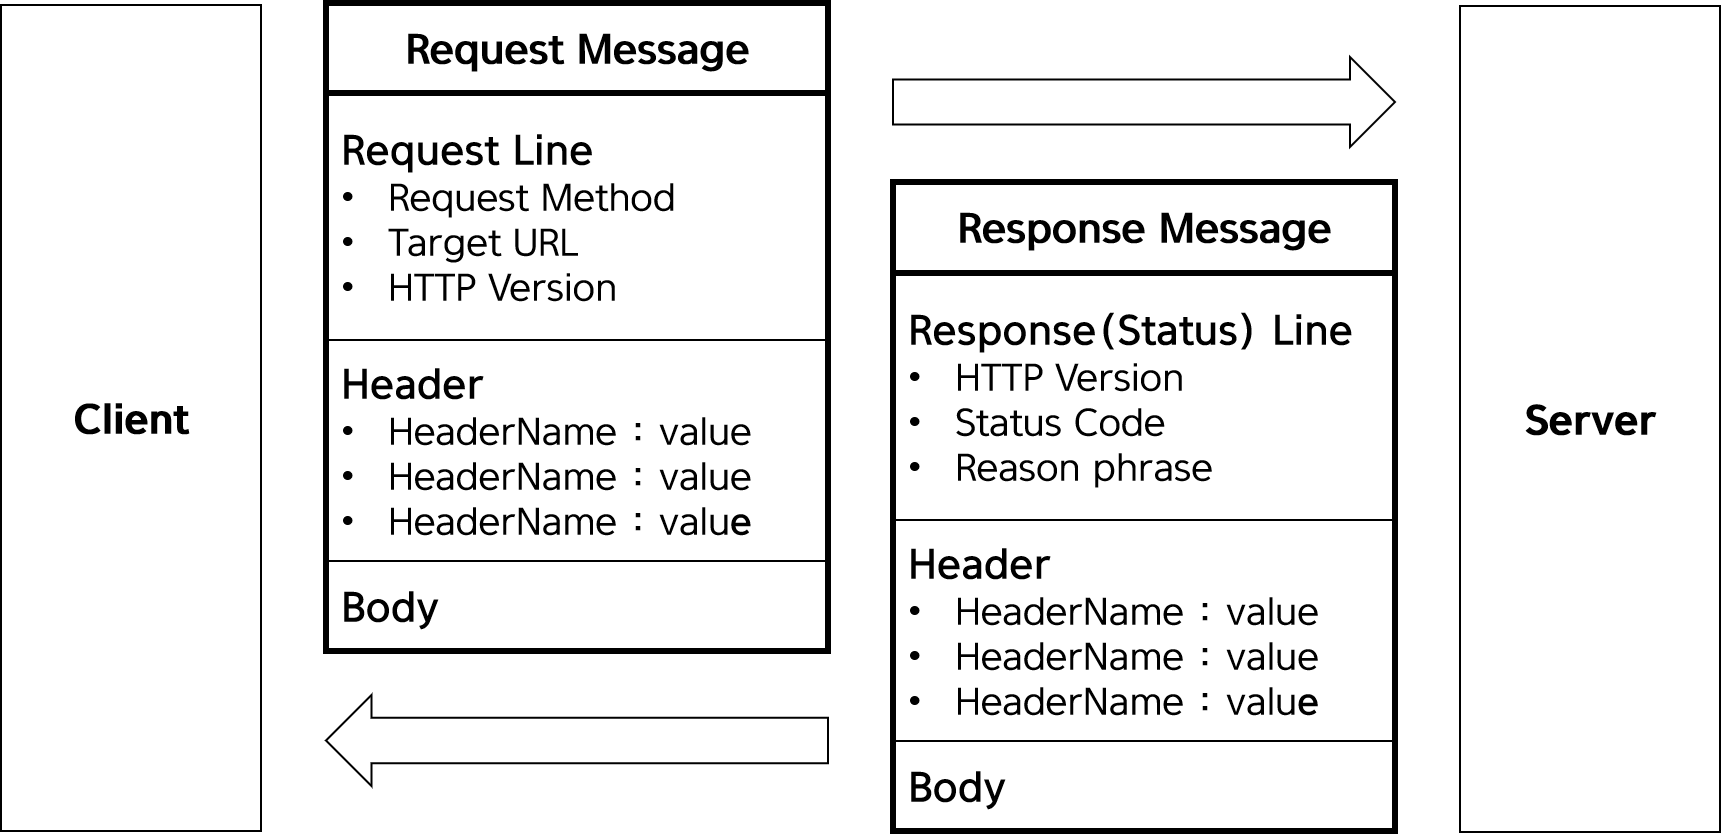 Client
Request Message
Request Line
• Request Method
• Target URL
• HTTP Version
Header
• HeaderName : value
• HeaderName : value
• HeaderName : value
Body
Response Message
Response(Status) Line
• HTTP Version
• Status Code
• Reason phrase
Header
• HeaderName : value
• HeaderName : value
• HeaderName : value
Body
Server